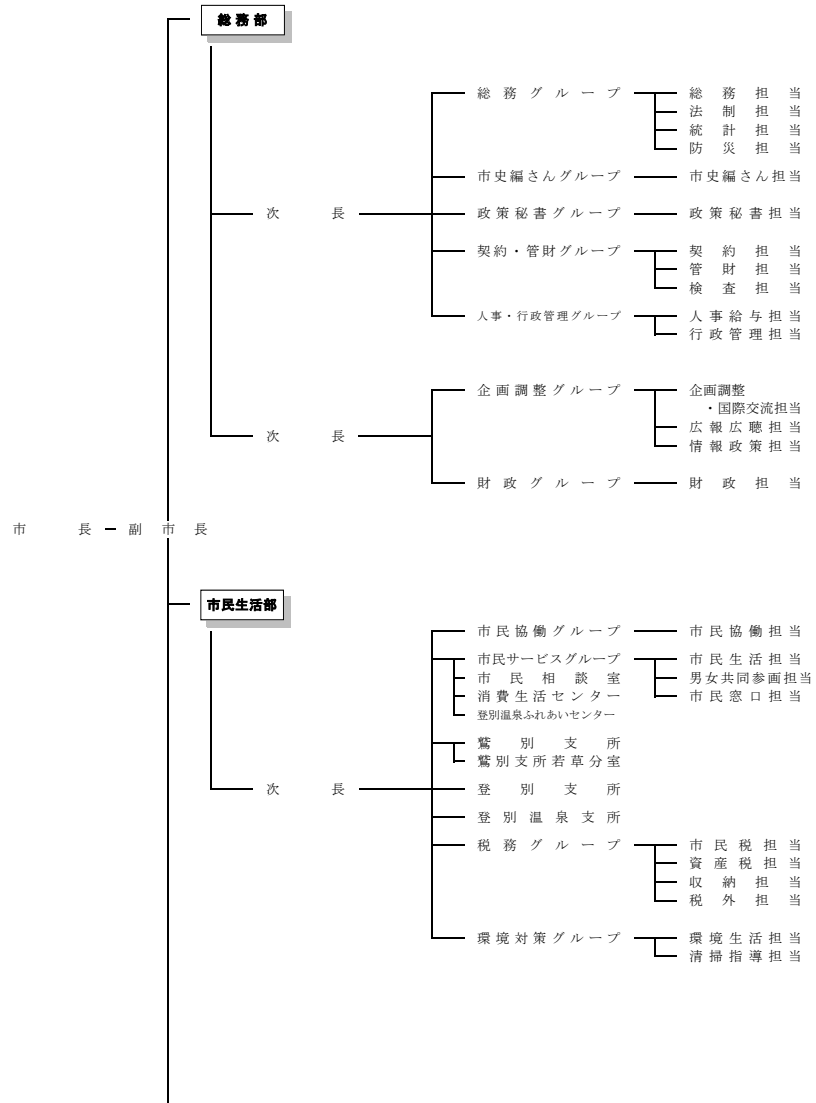 総務部
総務グループ 総務担当
法制担当
統計担当
防災担当
市史編さんグループ 市史編さん担当
次長 政策秘書グループ 政策秘書担当
契約・管財グループ 契約担当
管財担当
検査担当
人事・行政管理グループ 人事給与担当
行政管理担当
企画調整グループ 企画調整
・国際交流担当
広報広聴担当
次長
情報政策担当
財政グループ 財政担当
市長 副市長
市民生活部
市民協働グループ 市民協働担当
市民サービスグループ 市民生活担当
市民相談室 男女共同参画担当
消費生活センター 市民窓口担当
登別温泉ふれあいセンター
鷲別支所
鷲別支所若草分室
次長 登別支所
登別温泉支所
税務グループ 市民税担当
資産税担当
収納担当
税外担当
環境対策グループ 環境生活担当
清掃指導担当